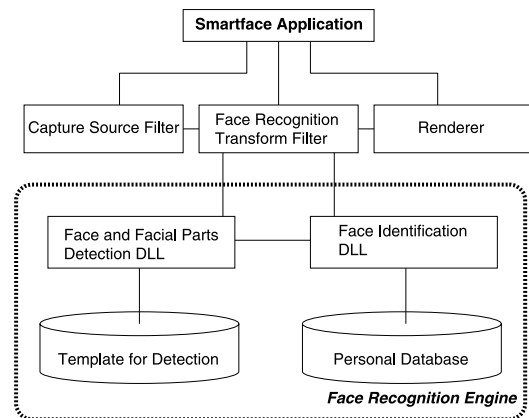 Smartface Application
Capture Source Filter
Face Recognition
Transform Filter
Renderer
Face and Facial Parts
Detection DLL
Face Identification
DLL
Template for Detection
Personal Database
Face Recognition Engine